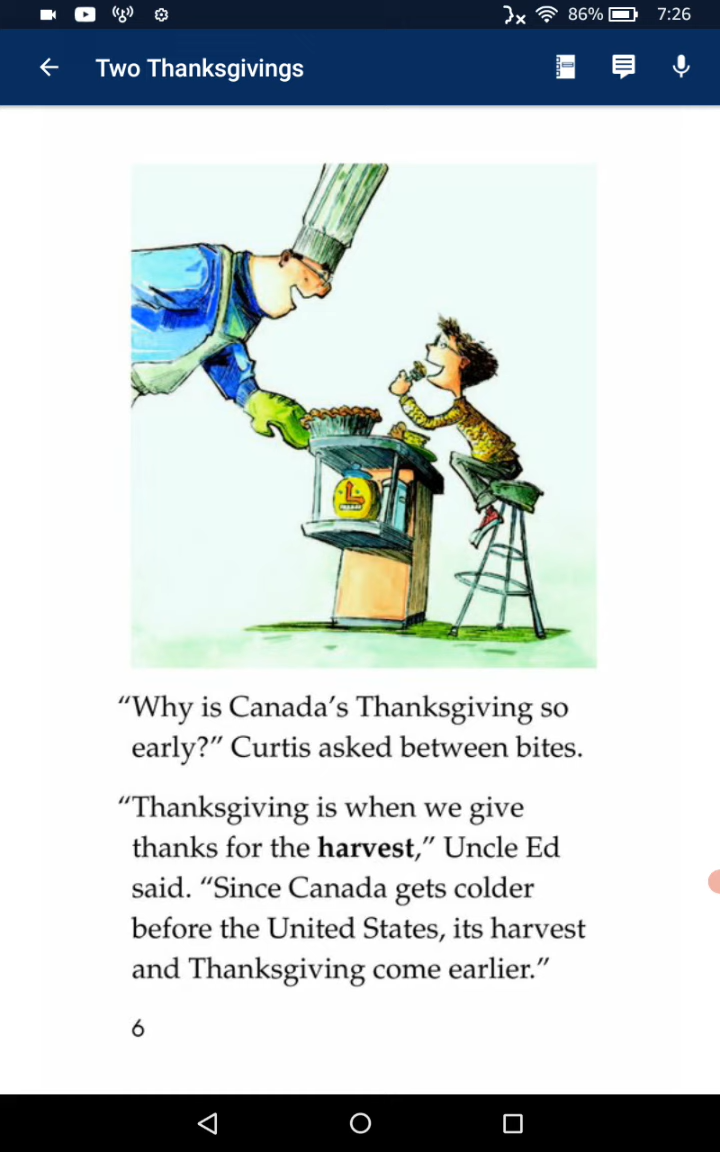 86% 7:26
Two Thanksgivings
“Why is Canada’s Thanksgiving so
early?” Curtis asked between bites.
“Thanksgiving is when we give
thanks for the harvest,” Uncle Ed
said. “Since Canada gets colder
before the United States, its harvest
and Thanksgiving come earlier.”
6